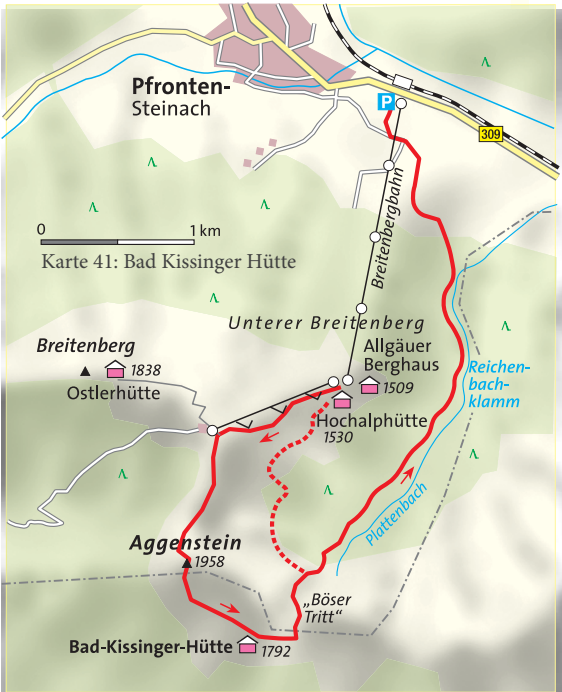 Pfronten-
Steinach
P
309
Breitenbergbahn
0 1 km
Karte 41: Bad Kissinger Hütte
Unterer Breitenberg
Breitenberg
1838
Ostlerhütte
Allgäuer
Berghaus
1509
Hochalphütte
1530
Reichen-
bach-
klamm
Plattenbach
Aggenstein
1958
„Böser
Tritt“
Bad-Kissinger-Hütte
1792